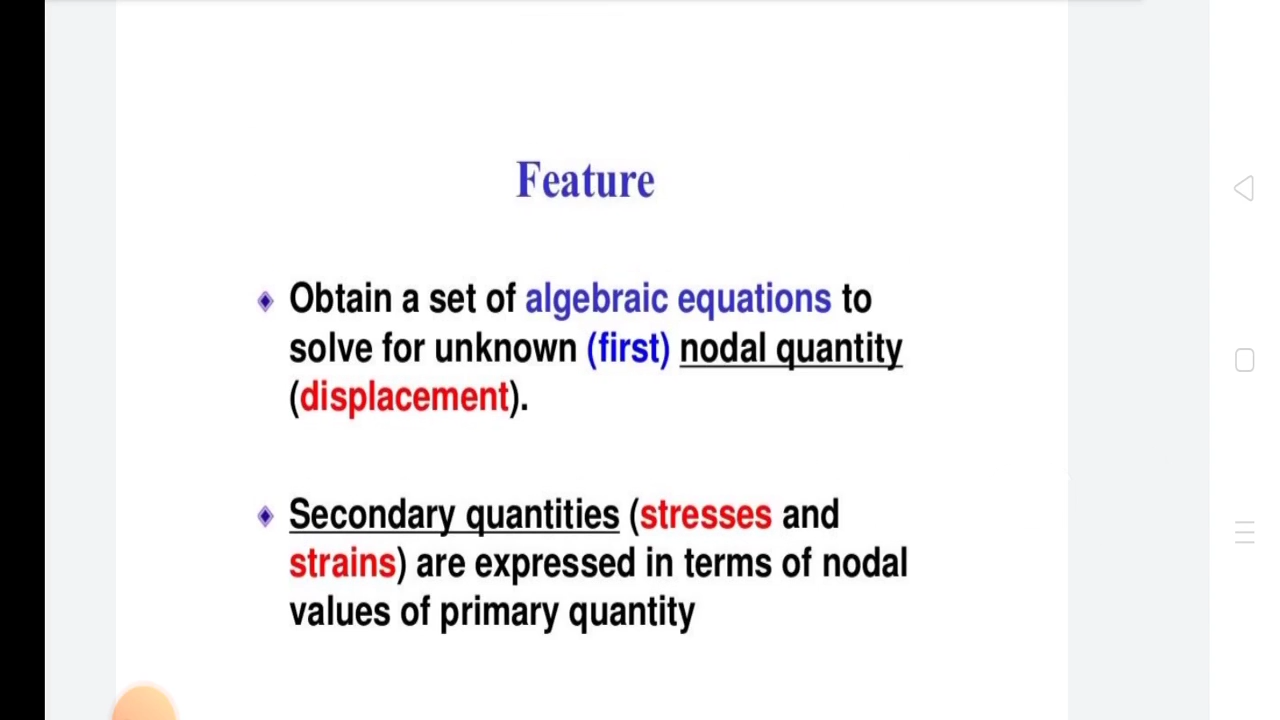 Feature
Obtain a set of algebraic equations to
solve for unknown (first) nodal quantity
(displacement).
Secondary quantities (stresses and
strains) are expressed in terms of nodal
values of primary quantity